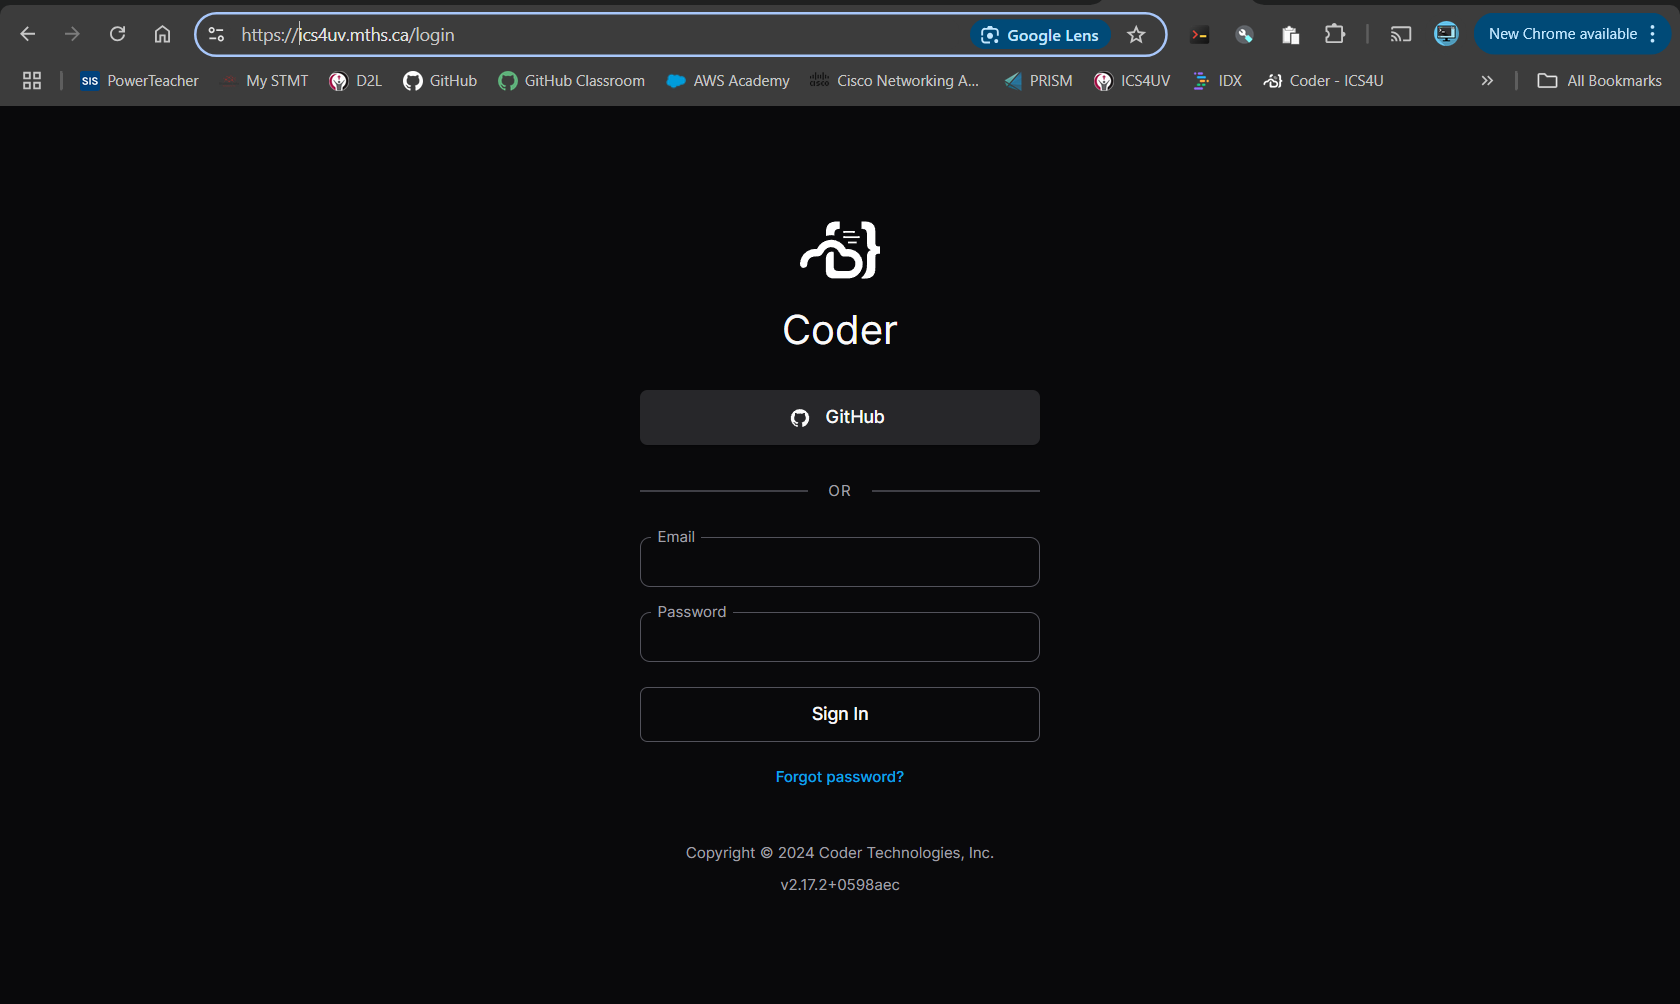 https://ics4uv.mths.ca/login
Google Lens
New Chrome available
SIS PowerTeacher My STMT D2L GitHub GitHub Classroom AWS Academy Cisco Networking A... PRISM ICS4UV IDX Coder - ICS4U All Bookmarks
Coder
GitHub
OR
Email
Password
Sign In
Forgot password?
Copyright © 2024 Coder Technologies, Inc.
v2.17.2+0598aec